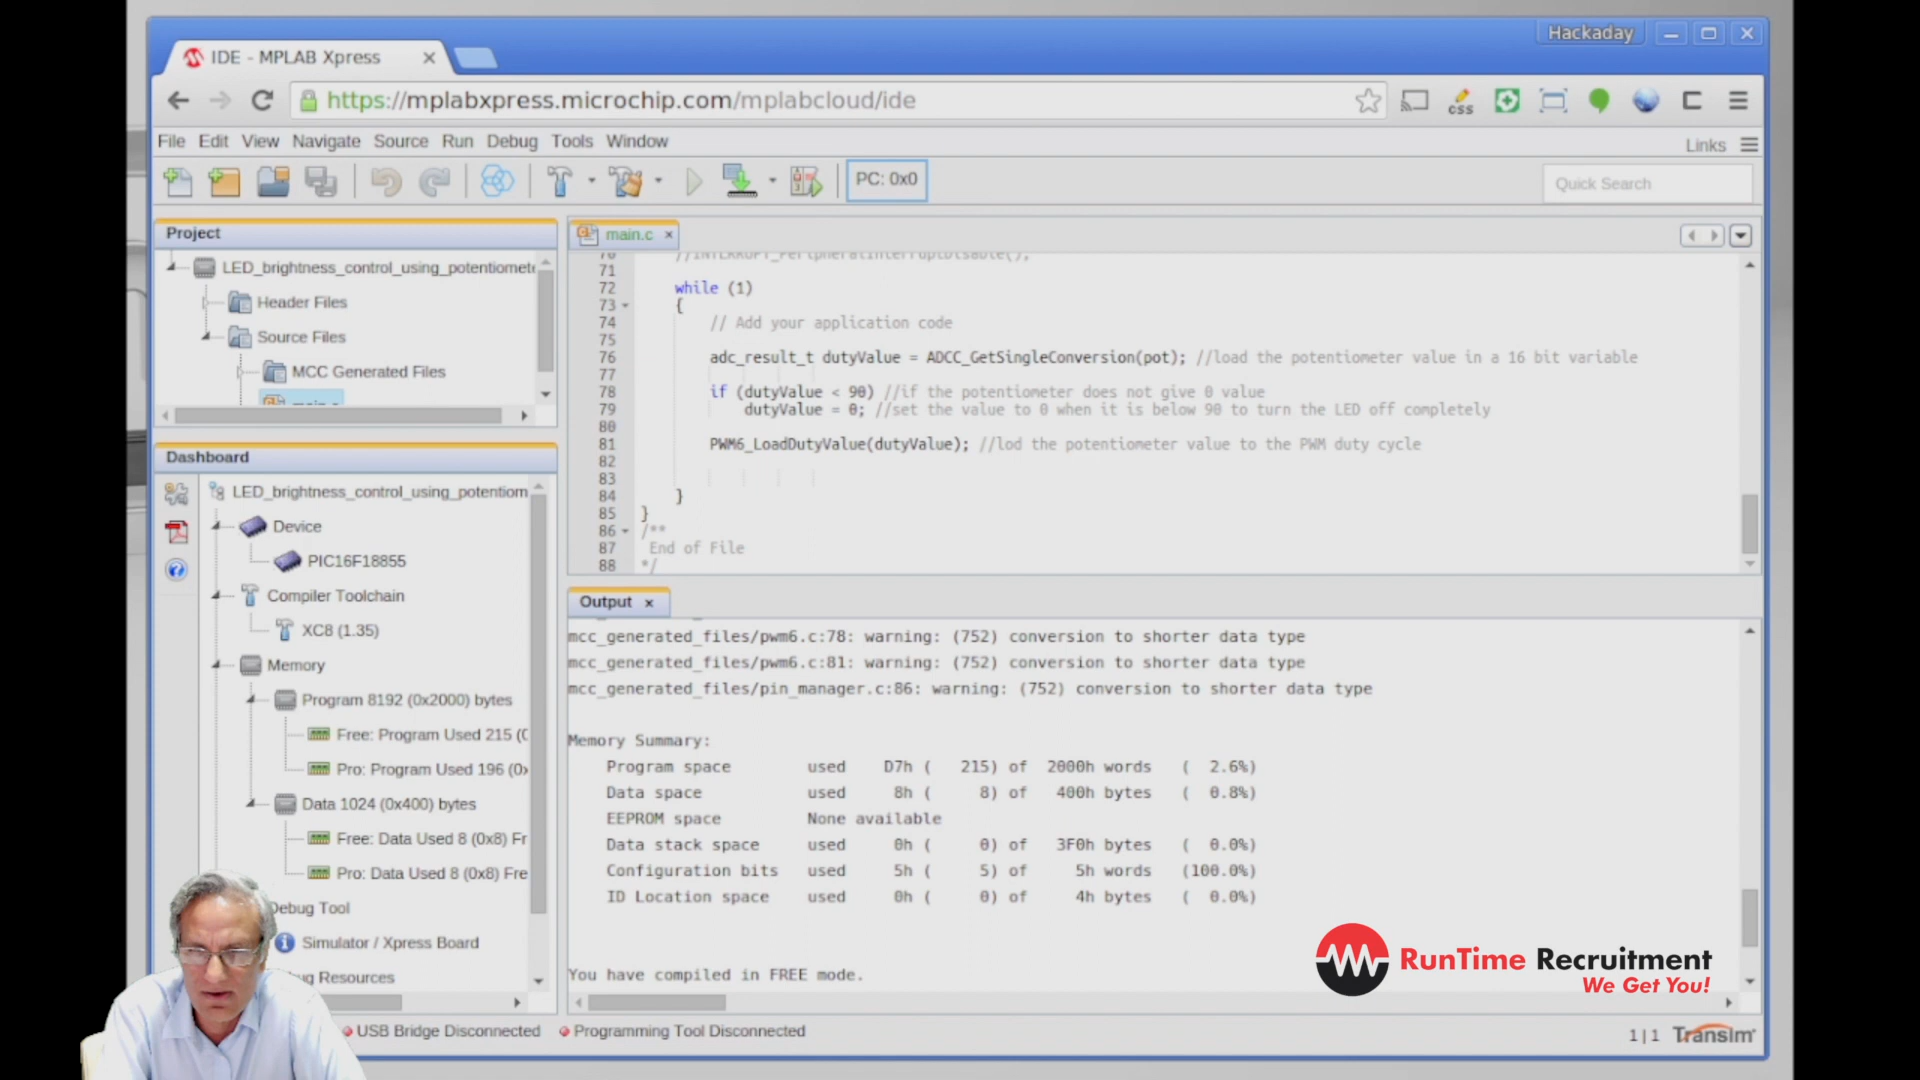 Hackaday
IDE - MPLAB Xpress
https://mplabxpress.microchip.com/mplabcloud/ide
css
File Edit View Navigate Source Run Debug Tools Window
Links
PC: 0x0
Quick Search
Project
LED_brightness_control_using_potentiomet
Header Files
Source Files
MCC Generated Files
main.c
Dashboard
LED_brightness_control_using_potentiom
Device
PIC16F18855
Compiler Toolchain
XC8 (1.35)
Memory
Program 8192 (0x2000) bytes
Free: Program Used 215 (
Pro: Program Used 196 (0x
Data 1024 (0x400) bytes
Free: Data Used 8 (0x8) Fr
Pro: Data Used 8 (0x8) Fre
Debug Tool
Simulator / Xpress Board
g Resources
main.c
70 //INTERRUPT_PeripheralInterruptDisable();
71
72 while (1)
73 {
74 // Add your application code
75
76 adc_result_t dutyValue = ADCC_GetSingleConversion(pot); //load the potentiometer value in a 16 bit variable
77
78 if (dutyValue < 90) //if the potentiometer does not give 0 value
79 dutyValue = 0; //set the value to 0 when it is below 90 to turn the LED off completely
80
81 PWM6_LoadDutyValue(dutyValue); //lod the potentiometer value to the PWM duty cycle
82
83
84 }
85 }
86 /**
87 End of File
88 */
Output
mcc_generated_files/pwm6.c:78: warning: (752) conversion to shorter data type
mcc_generated_files/pwm6.c:81: warning: (752) conversion to shorter data type
mcc_generated_files/pin_manager.c:86: warning: (752) conversion to shorter data type
Memory Summary:
Program space used D7h ( 215) of 2000h words ( 2.6%)
Data space used 8h ( 8) of 400h bytes ( 0.8%)
EEPROM space None available
Data stack space used 0h ( 0) of 3F0h bytes ( 0.0%)
Configuration bits used 5h ( 5) of 5h words (100.0%)
ID Location space used 0h ( 0) of 4h bytes ( 0.0%)
You have compiled in FREE mode.
RunTime Recruitment
We Get You!
USB Bridge Disconnected
Programming Tool Disconnected
1 | 1
Transim